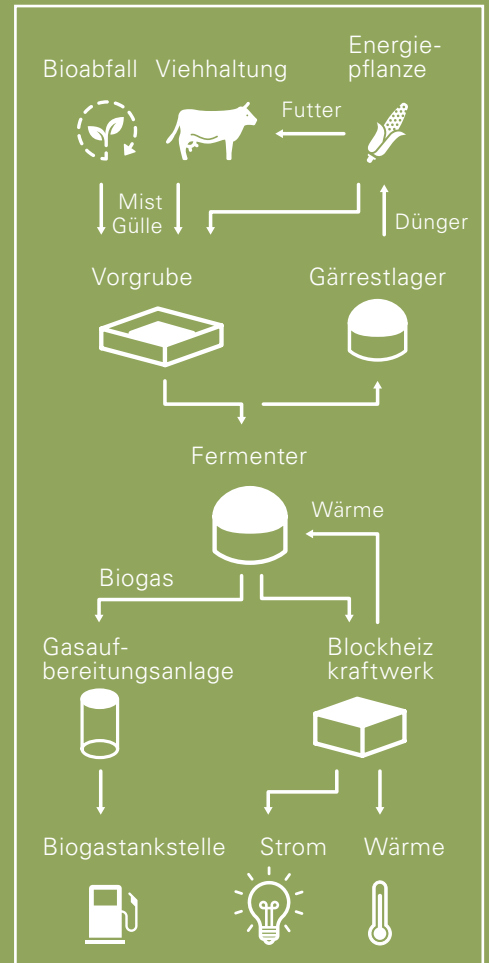 Energie-
pflanze
Bioabfall
Viehhaltung
Futter
Mist
Gülle
Dünger
Vorgrube
Gärrestlager
Fermenter
Wärme
Biogas
Gasauf-
bereitungsanlage
Blockheiz
kraftwerk
Biogastankstelle
Strom
Wärme